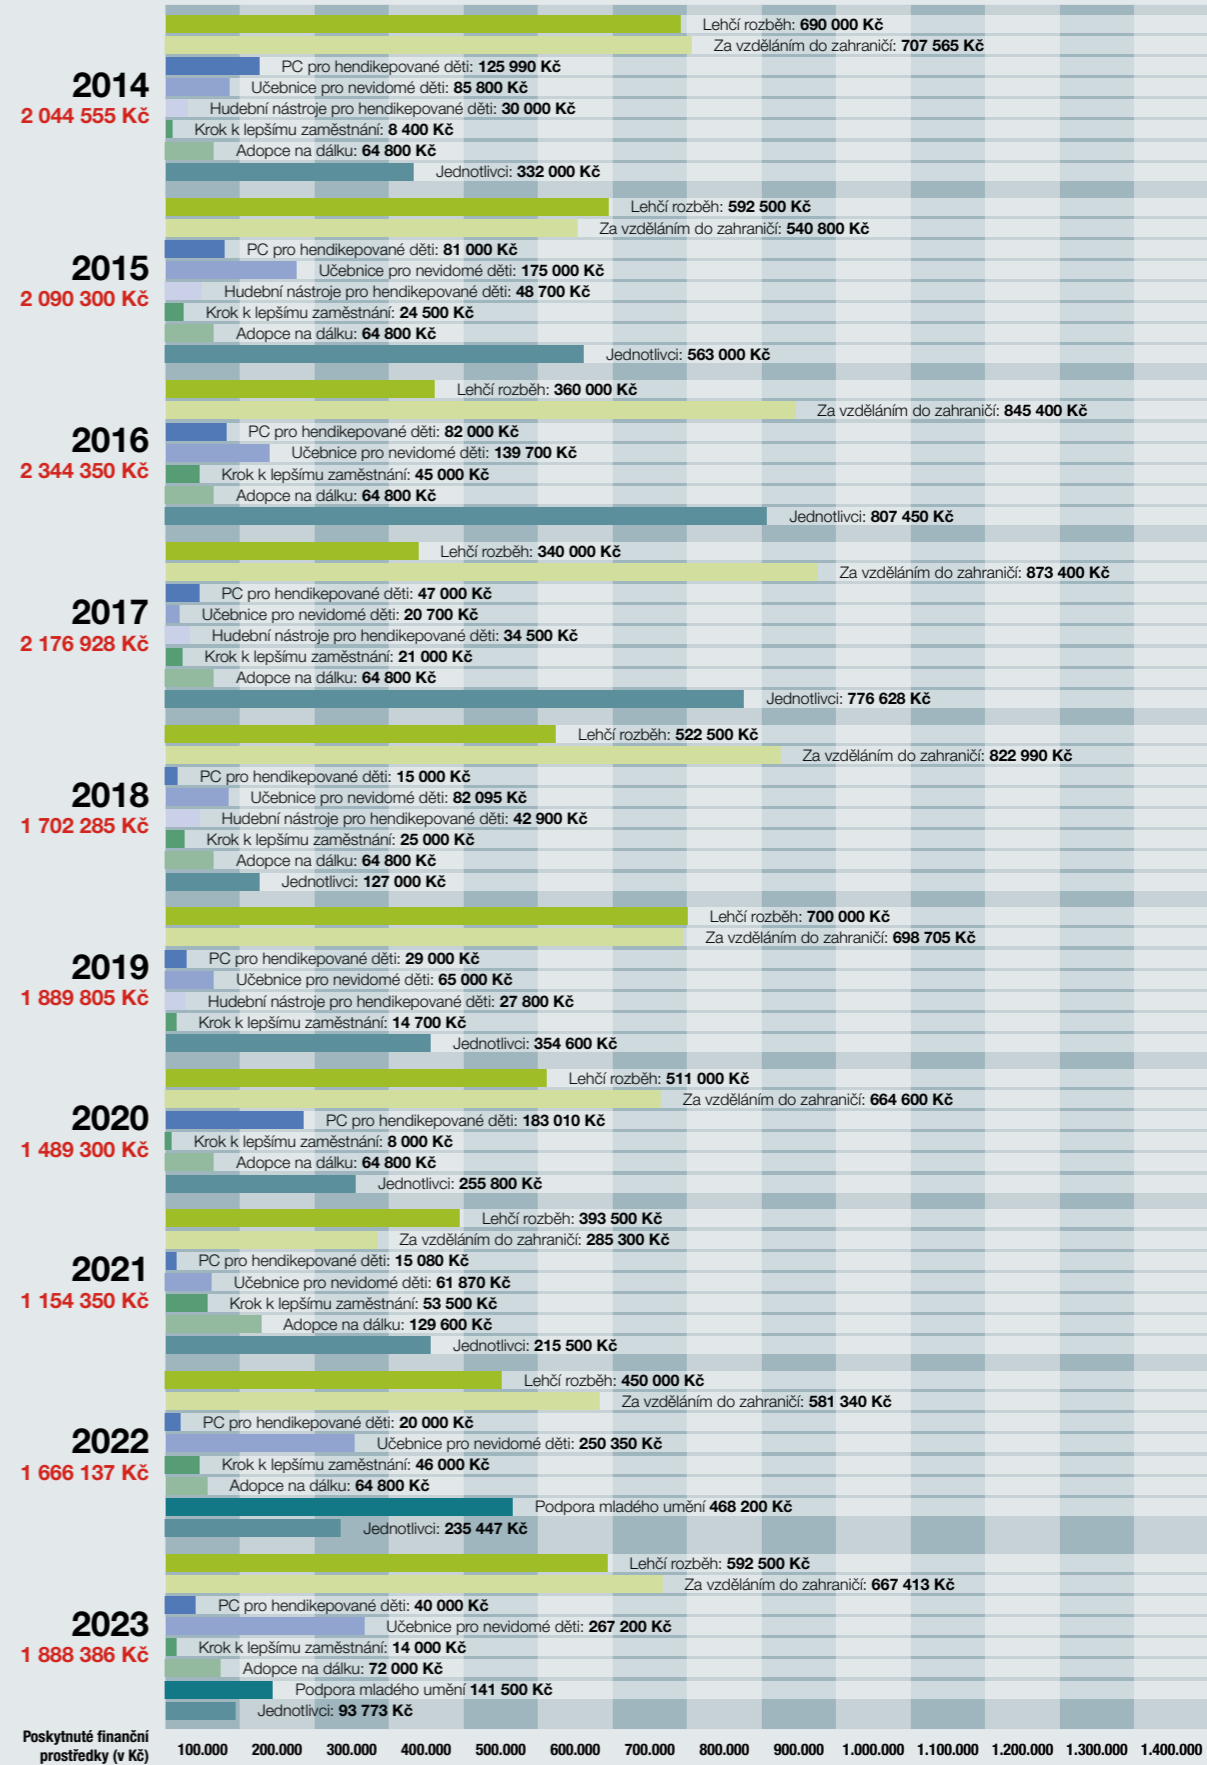 2014
2 044 555 Kč
Lehčí rozběh: 690 000 Kč
Za vzděláním do zahraničí: 707 565 Kč
PC pro hendikepované děti: 125 990 Kč
Učebnice pro nevidomé děti: 85 800 Kč
Hudební nástroje pro hendikepované děti: 30 000 Kč
Krok k lepšímu zaměstnání: 8 400 Kč
Adopce na dálku: 64 800 Kč
Jednotlivci: 332 000 Kč
2015
2 090 300 Kč
Lehčí rozběh: 592 500 Kč
Za vzděláním do zahraničí: 540 800 Kč
PC pro hendikepované děti: 81 000 Kč
Učebnice pro nevidomé děti: 175 000 Kč
Hudební nástroje pro hendikepované děti: 48 700 Kč
Krok k lepšímu zaměstnání: 24 500 Kč
Adopce na dálku: 64 800 Kč
Jednotlivci: 563 000 Kč
2016
2 344 350 Kč
Lehčí rozběh: 360 000 Kč
Za vzděláním do zahraničí: 845 400 Kč
PC pro hendikepované děti: 82 000 Kč
Učebnice pro nevidomé děti: 139 700 Kč
Krok k lepšímu zaměstnání: 45 000 Kč
Adopce na dálku: 64 800 Kč
Jednotlivci: 807 450 Kč
2017
2 176 928 Kč
Lehčí rozběh: 340 000 Kč
Za vzděláním do zahraničí: 873 400 Kč
PC pro hendikepované děti: 47 000 Kč
Učebnice pro nevidomé děti: 20 700 Kč
Hudební nástroje pro hendikepované děti: 34 500 Kč
Krok k lepšímu zaměstnání: 21 000 Kč
Adopce na dálku: 64 800 Kč
Jednotlivci: 776 628 Kč
2018
1 702 285 Kč
Lehčí rozběh: 522 500 Kč
Za vzděláním do zahraničí: 822 990 Kč
PC pro hendikepované děti: 15 000 Kč
Učebnice pro nevidomé děti: 82 095 Kč
Hudební nástroje pro hendikepované děti: 42 900 Kč
Krok k lepšímu zaměstnání: 25 000 Kč
Adopce na dálku: 64 800 Kč
Jednotlivci: 127 000 Kč
2019
1 889 805 Kč
Lehčí rozběh: 700 000 Kč
Za vzděláním do zahraničí: 698 705 Kč
PC pro hendikepované děti: 29 000 Kč
Učebnice pro nevidomé děti: 65 000 Kč
Hudební nástroje pro hendikepované děti: 27 800 Kč
Krok k lepšímu zaměstnání: 14 700 Kč
Jednotlivci: 354 600 Kč
2020
1 489 300 Kč
Lehčí rozběh: 511 000 Kč
Za vzděláním do zahraničí: 664 600 Kč
PC pro hendikepované děti: 183 010 Kč
Krok k lepšímu zaměstnání: 8 000 Kč
Adopce na dálku: 64 800 Kč
Jednotlivci: 255 800 Kč
2021
1 154 350 Kč
Lehčí rozběh: 393 500 Kč
Za vzděláním do zahraničí: 285 300 Kč
PC pro hendikepované děti: 15 080 Kč
Učebnice pro nevidomé děti: 61 870 Kč
Krok k lepšímu zaměstnání: 53 500 Kč
Adopce na dálku: 129 600 Kč
Jednotlivci: 215 500 Kč
2022
1 666 137 Kč
Lehčí rozběh: 450 000 Kč
Za vzděláním do zahraničí: 581 340 Kč
PC pro hendikepované děti: 20 000 Kč
Učebnice pro nevidomé děti: 250 350 Kč
Krok k lepšímu zaměstnání: 46 000 Kč
Adopce na dálku: 64 800 Kč
Podpora mladého umění 468 200 Kč
Jednotlivci: 235 447 Kč
2023
1 888 386 Kč
Lehčí rozběh: 592 500 Kč
Za vzděláním do zahraničí: 667 413 Kč
PC pro hendikepované děti: 40 000 Kč
Učebnice pro nevidomé děti: 267 200 Kč
Krok k lepšímu zaměstnání: 14 000 Kč
Adopce na dálku: 72 000 Kč
Podpora mladého umění 141 500 Kč
Jednotlivci: 93 773 Kč
Poskytnuté finanční
prostředky (v Kč)
100.000 200.000 300.000 400.000 500.000 600.000 700.000 800.000 900.000 1.000.000 1.100.000 1.200.000 1.300.000 1.400.000